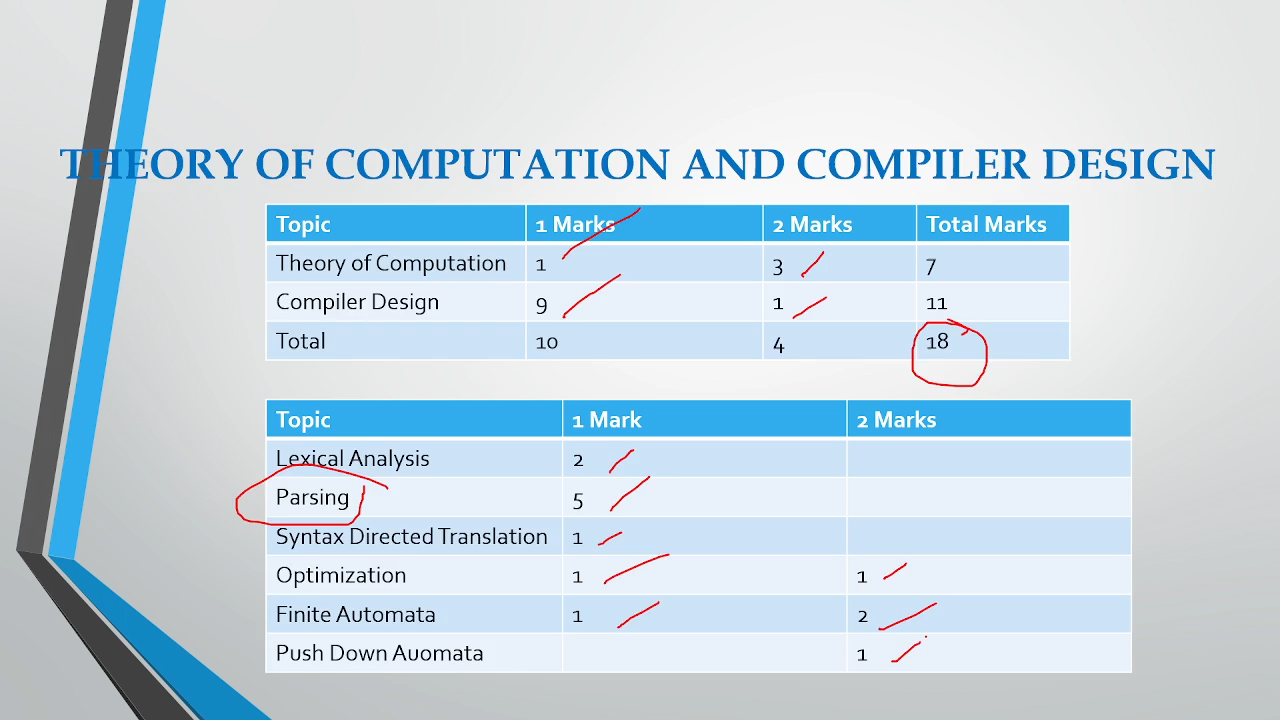 THEORY OF COMPUTATION AND COMPILER DESIGN
Topic 1 Marks 2 Marks Total Marks
Theory of Computation 1 3 7
Compiler Design 9 1 11
Total 10 4 18
Topic 1 Mark 2 Marks
Lexical Analysis 2
Parsing 5
Syntax Directed Translation 1
Optimization 1 1
Finite Automata 1 2
Push Down Auomata 1